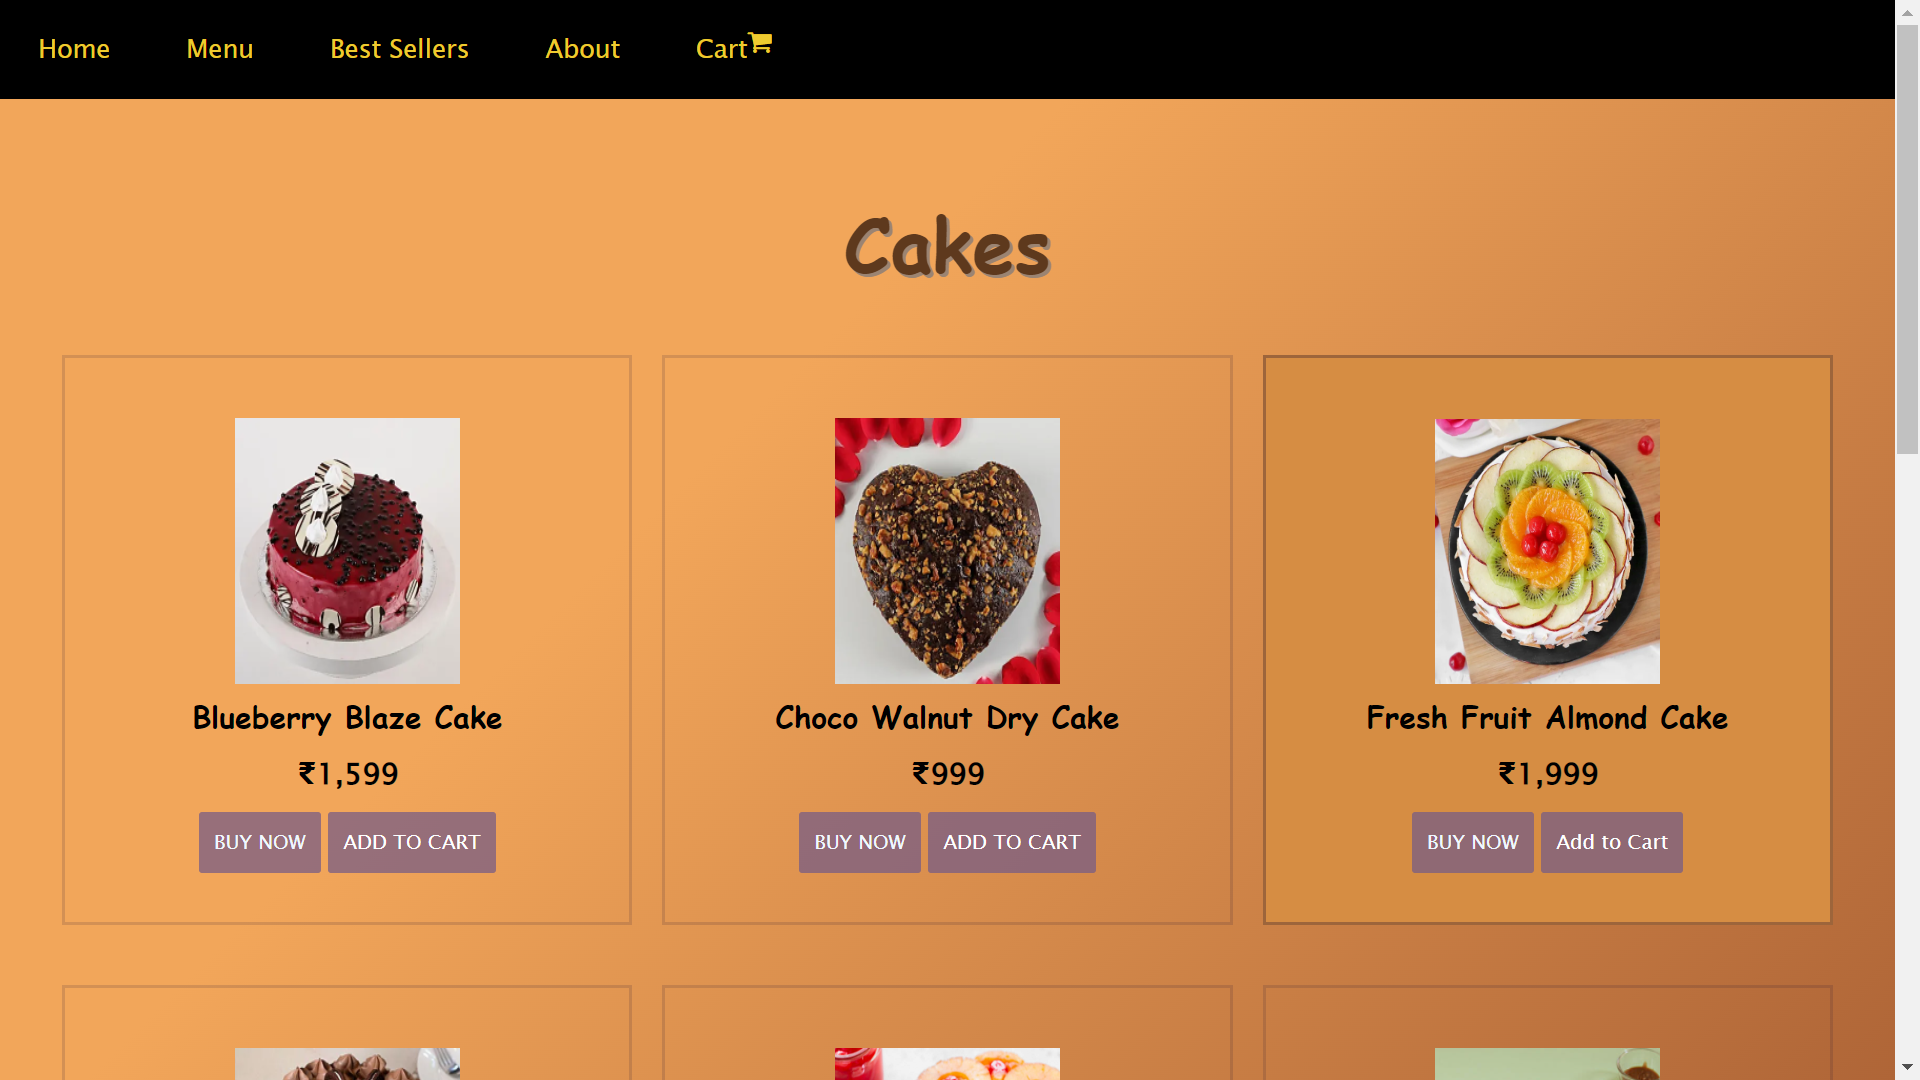 Home Menu Best Sellers About Cart
Cakes
Blueberry Blaze Cake
₹1,599
BUY NOW ADD TO CART
Choco Walnut Dry Cake
₹999
BUY NOW ADD TO CART
Fresh Fruit Almond Cake
₹1,999
BUY NOW Add to Cart